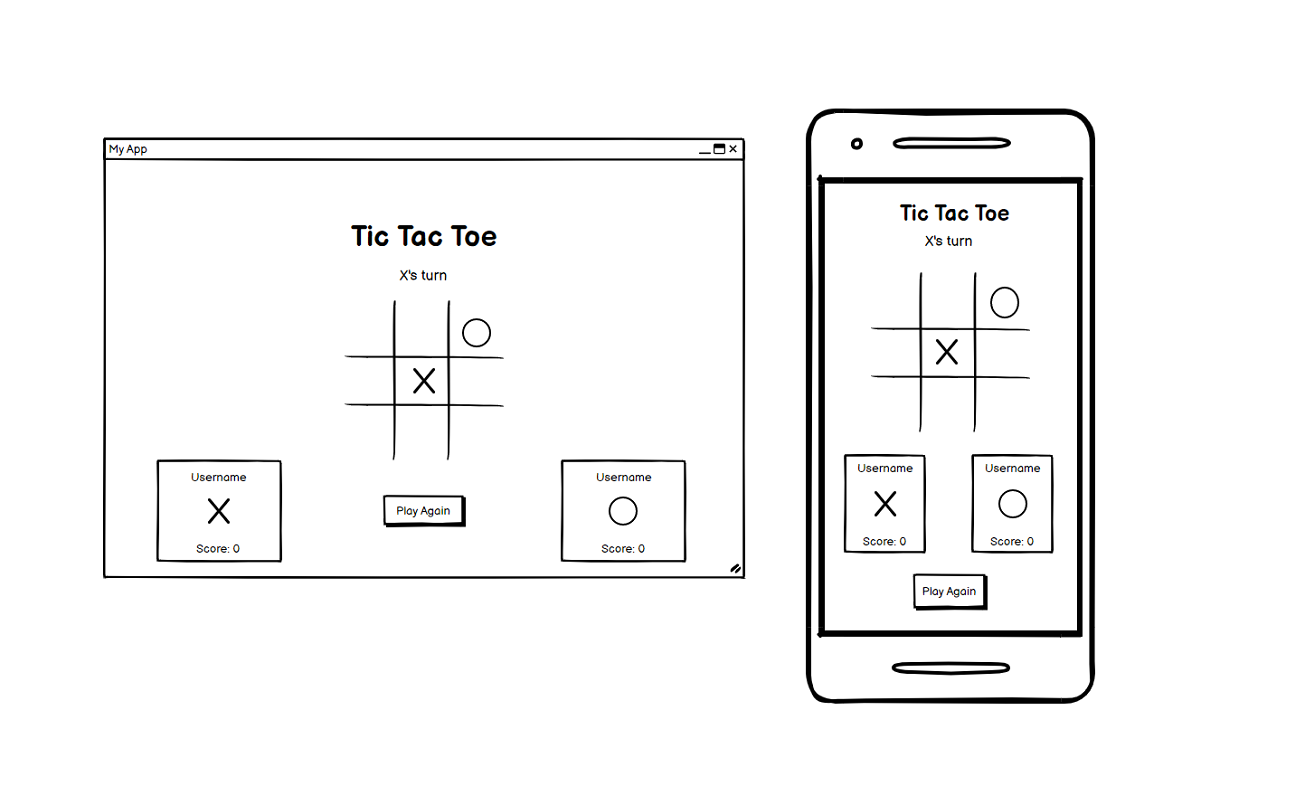 My App
Tic Tac Toe
X's turn
O
X
Username
X
Score: 0
Play Again
Username
O
Score: 0
Tic Tac Toe
X's turn
O
X
Username
X
Score: 0
Username
O
Score: 0
Play Again